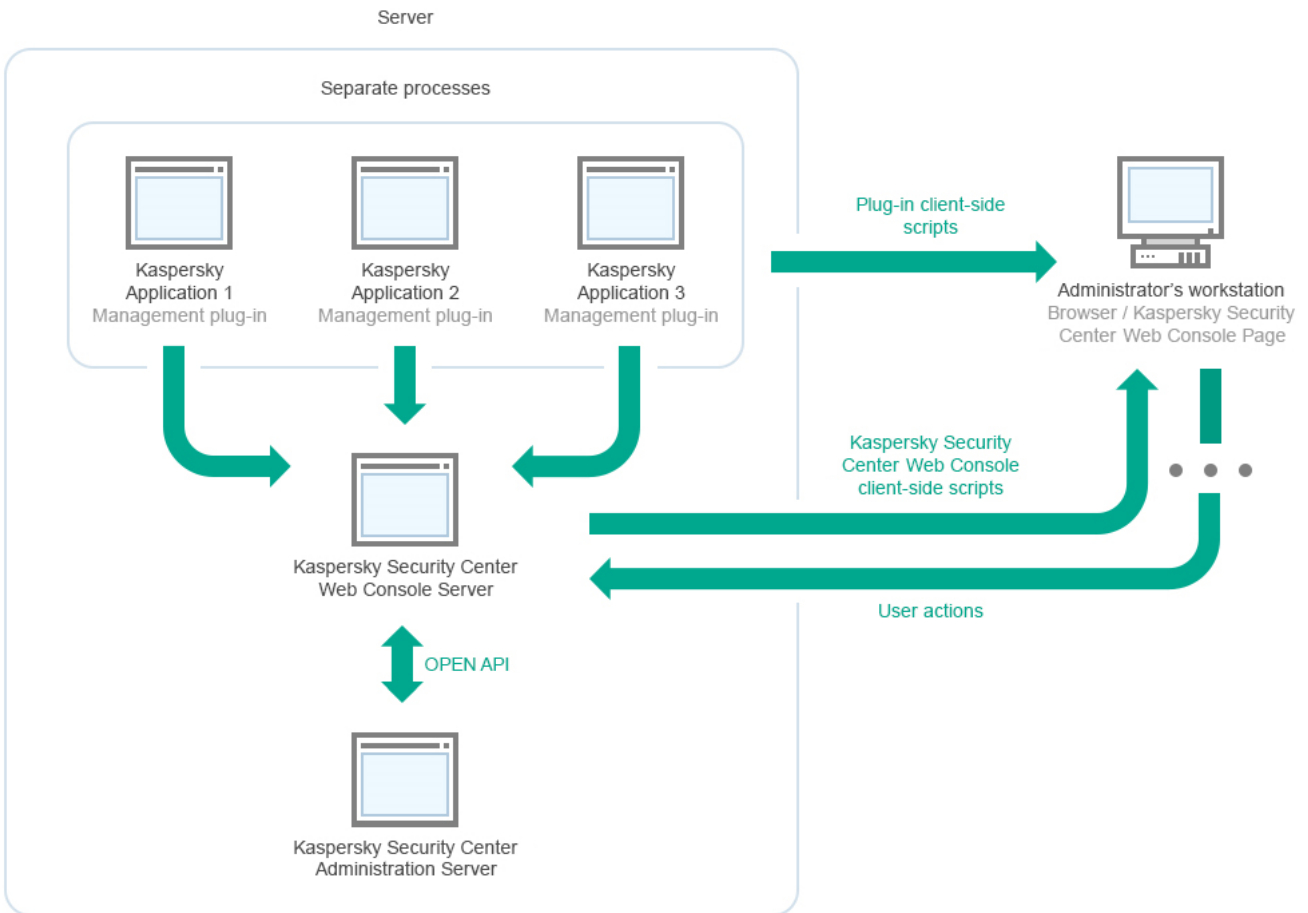 Server
Separate processes
Kaspersky
Application 1
Management plug-in
Kaspersky
Application 2
Management plug-in
Kaspersky
Application 3
Management plug-in
Plug-in client-side
scripts
Administrator's workstation
Browser / Kaspersky Security
Center Web Console Page
Kaspersky Security
Center Web Console
client-side scripts
Kaspersky Security Center
Web Console Server
User actions
OPEN API
Kaspersky Security Center
Administration Server